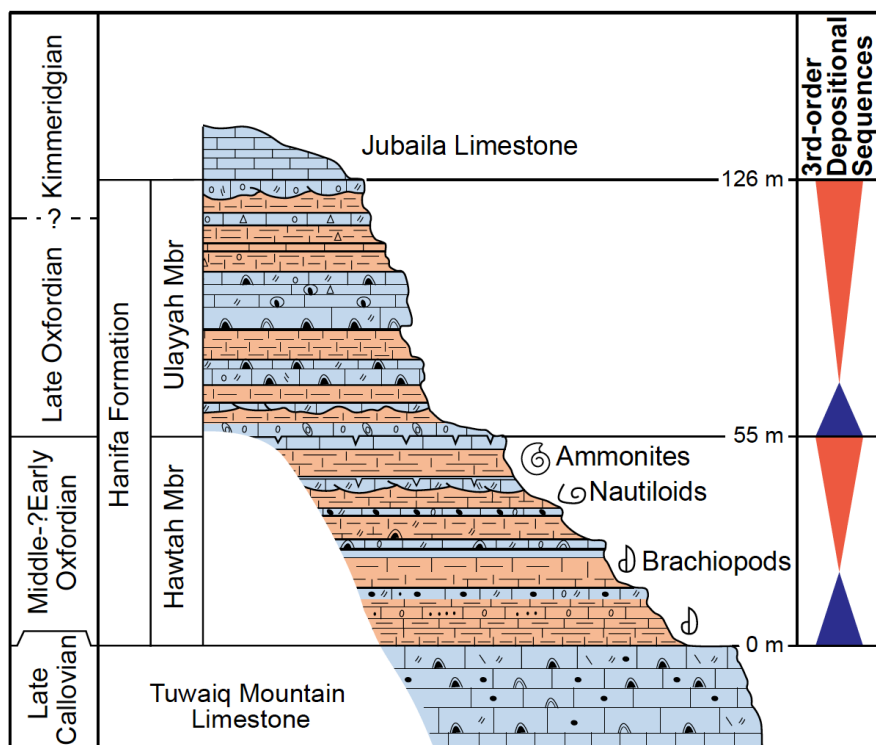 Kimmeridgian
?
Late Oxfordian
Middle-?Early
Oxfordian
Late
Callovian
Hanifa Formation
Ulayyah Mbr
Hawtah Mbr
Jubaila Limestone
126 m
55 m
Ammonites
Nautiloids
Brachiopods
0 m
Tuwaiq Mountain
Limestone
3rd-order
Depositional
Sequences